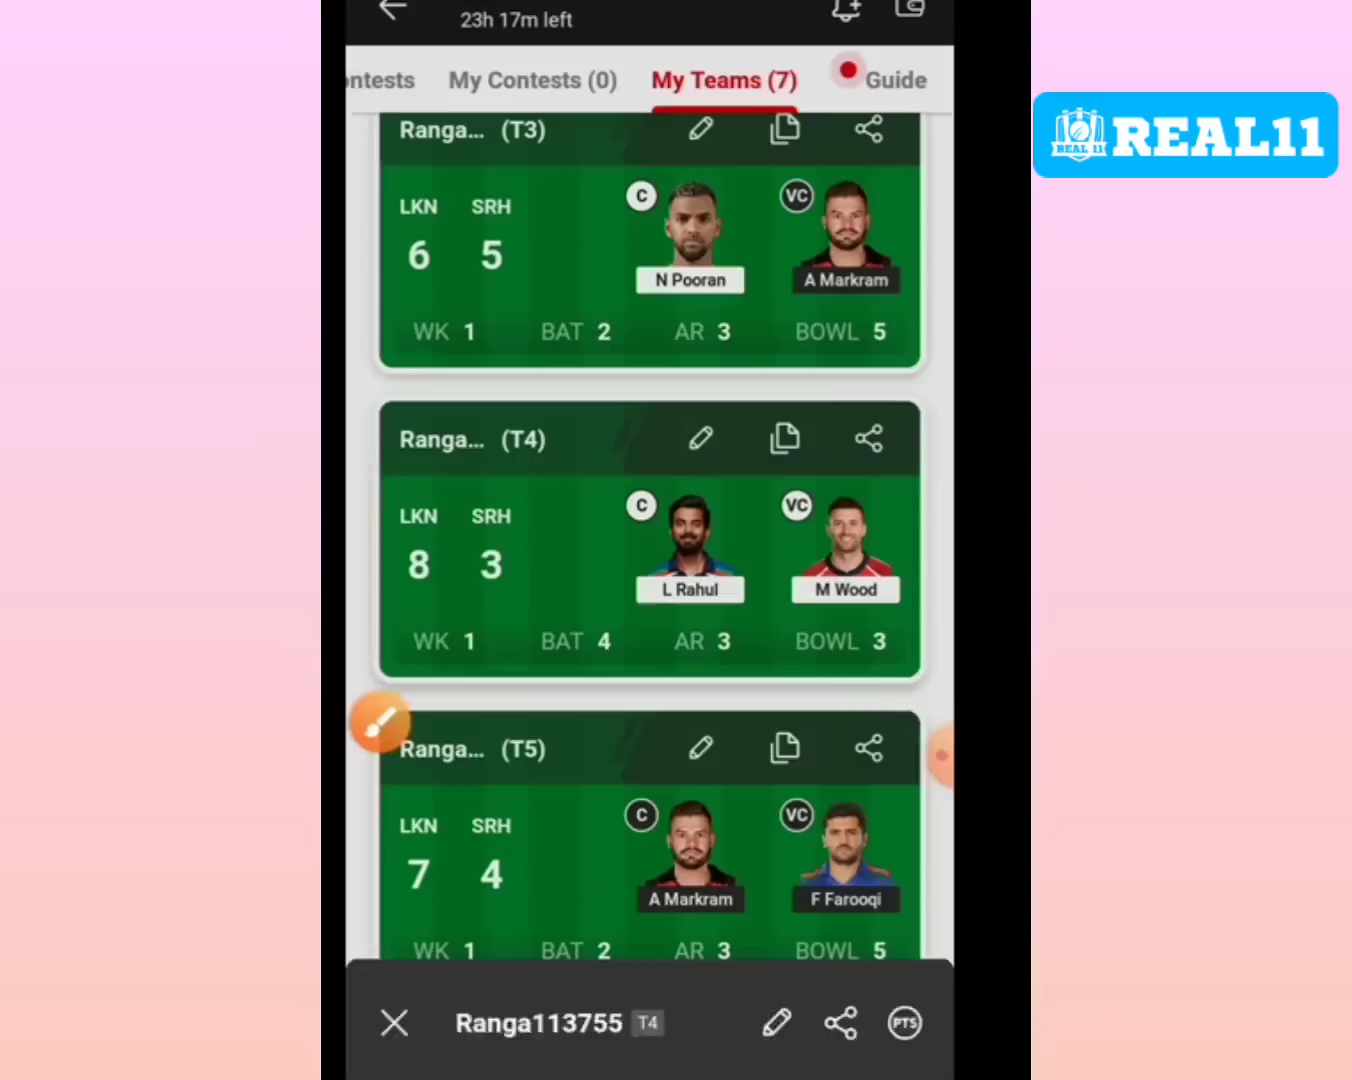 23h 17m left
ontests My Contests (0) My Teams (7) Guide
REAL 11 REAL11
Ranga... (T3)
C VC
LKN SRH
6 5
N Pooran A Markram
WK 1 BAT 2 AR 3 BOWL 5
Ranga... (T4)
C VC
LKN SRH
8 3
L Rahul M Wood
WK 1 BAT 4 AR 3 BOWL 3
Ranga... (T5)
C VC
LKN SRH
7 4
A Markram F Farooqi
WK 1 BAT 2 AR 3 BOWL 5
Ranga113755 T4 PTS